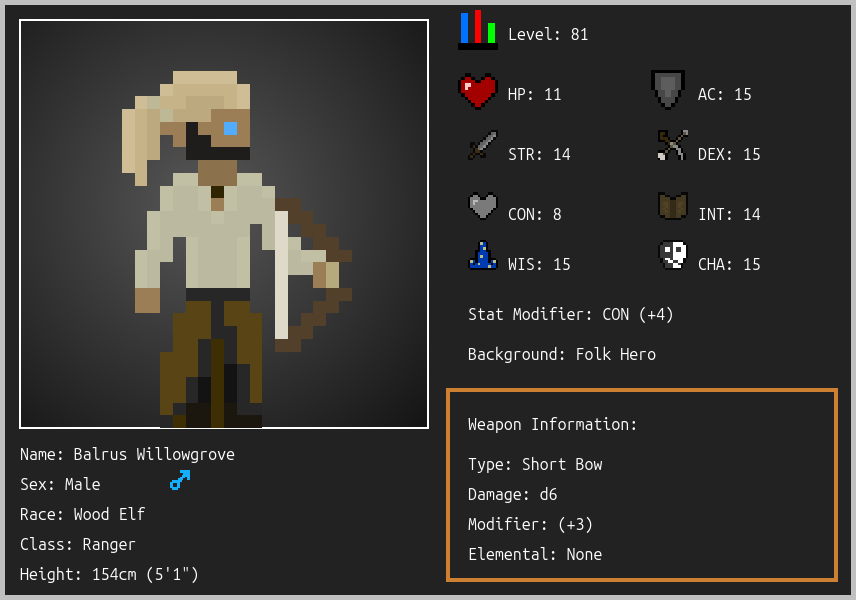 Level: 81
HP: 11
AC: 15
STR: 14
DEX: 15
CON: 8
INT: 14
WIS: 15
CHA: 15
Stat Modifier: CON (+4)
Background: Folk Hero
Weapon Information:
Type: Short Bow
Damage: d6
Modifier: (+3)
Elemental: None
Name: Balrus Willowgrove
Sex: Male
Race: Wood Elf
Class: Ranger
Height: 154cm (5'1")